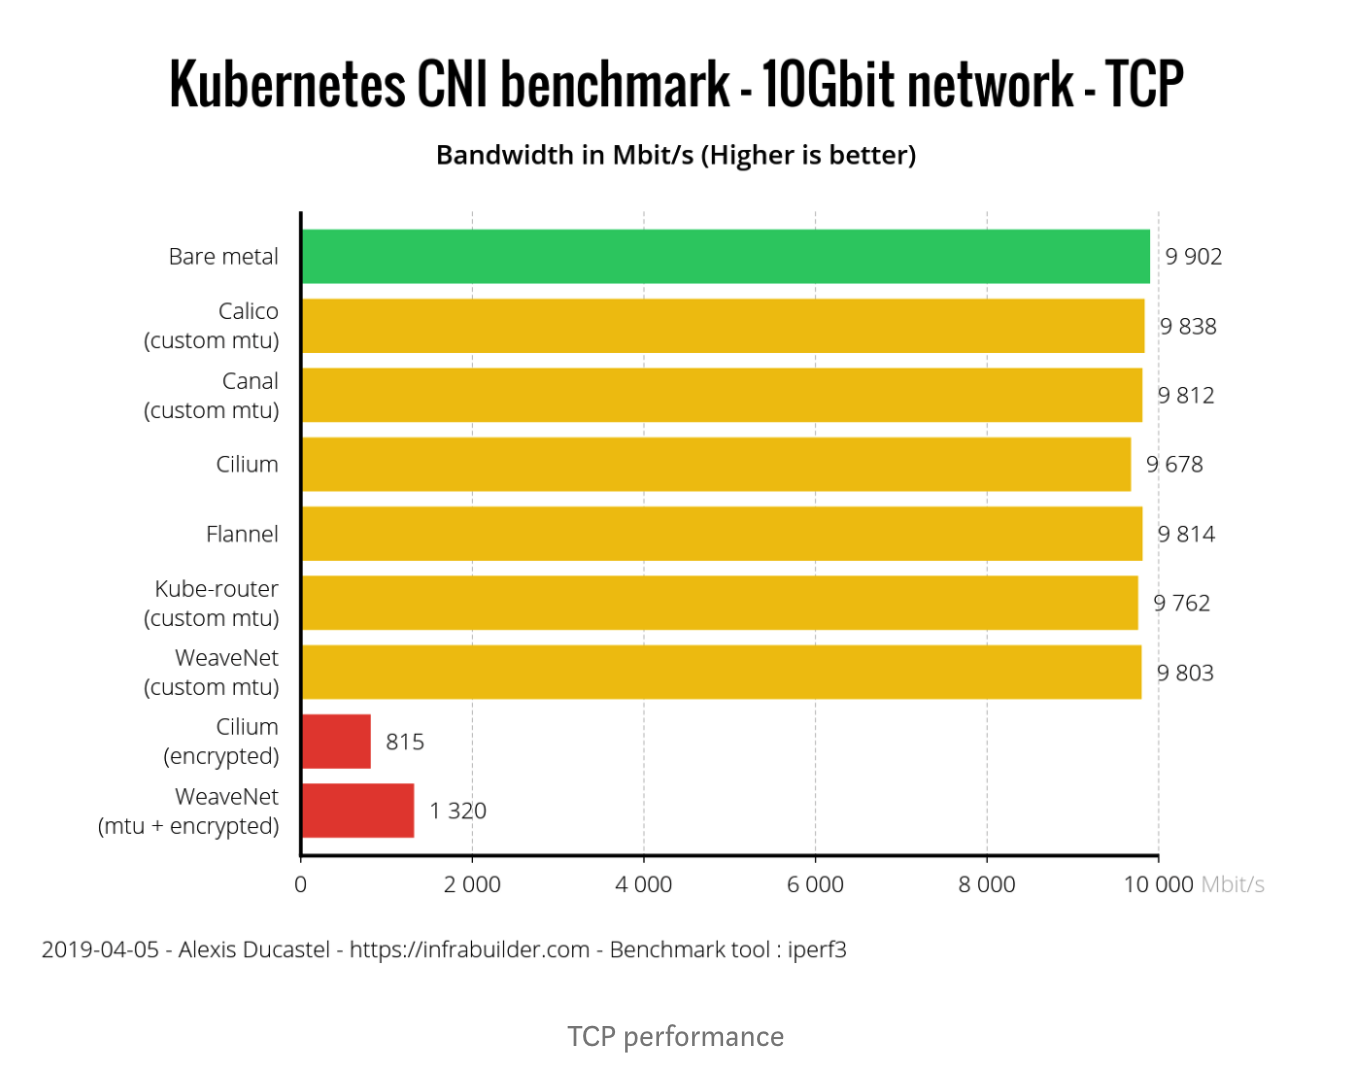 Kubernetes CNI benchmark - 10Gbit network - TCP
Bandwidth in Mbit/s (Higher is better)
Bare metal
9 902
Calico
(custom mtu)
9 838
Canal
(custom mtu)
9 812
Cilium
9 678
Flannel
9 814
Kube-router
(custom mtu)
9 762
WeaveNet
(custom mtu)
9 803
Cilium
(encrypted)
815
WeaveNet
(mtu + encrypted)
1 320
0 2 000 4 000 6 000 8 000 10 000 Mbit/s
2019-04-05 - Alexis Ducastel - https://infrabuilder.com - Benchmark tool : iperf3
TCP performance